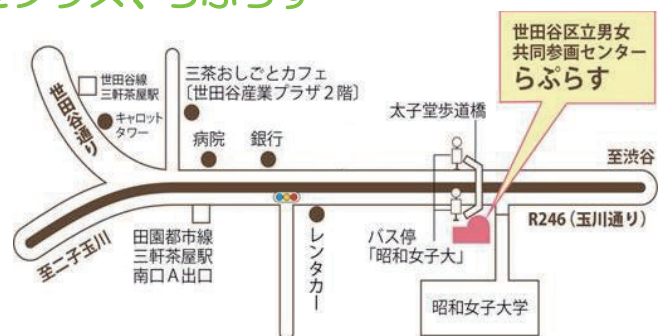 世田谷区立男女
共同参画センター
らぷらす
三茶おしごとカフェ
〔世田谷産業プラザ2階〕
世田谷線
三軒茶屋駅
キャロット
タワー
世田谷通り
病院
銀行
太子堂歩道橋
至渋谷
R246(玉川通り)
至二子玉川
田園都市線
三軒茶屋駅
南口A出口
レンタカー
バス停
「昭和女子大」
昭和女子大学